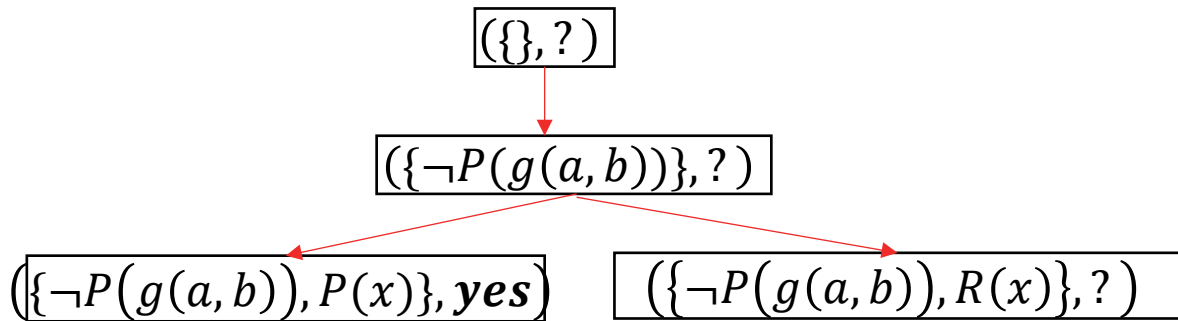 ({}, ?)
({¬P(g(a, b))}, ?)
({¬P(g(a, b)), P(x)}, yes)
({¬P(g(a, b)), R(x)}, ?)